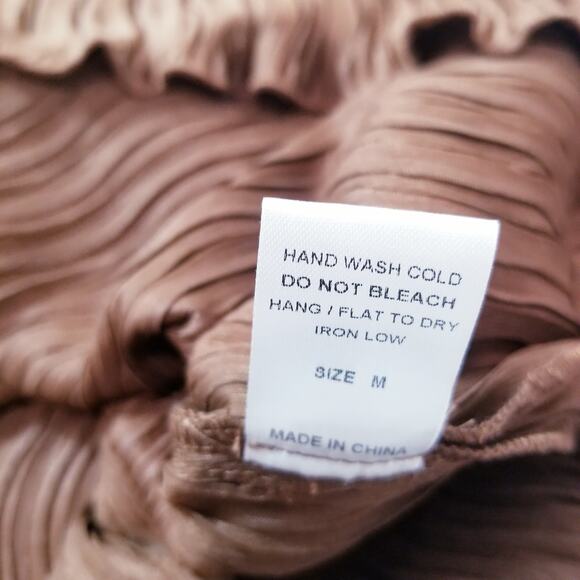 HAND WASH COLD
DO NOT BLEACH
HANG / FLAT TO DRY
IRON LOW
SIZE M
MADE IN CHINA